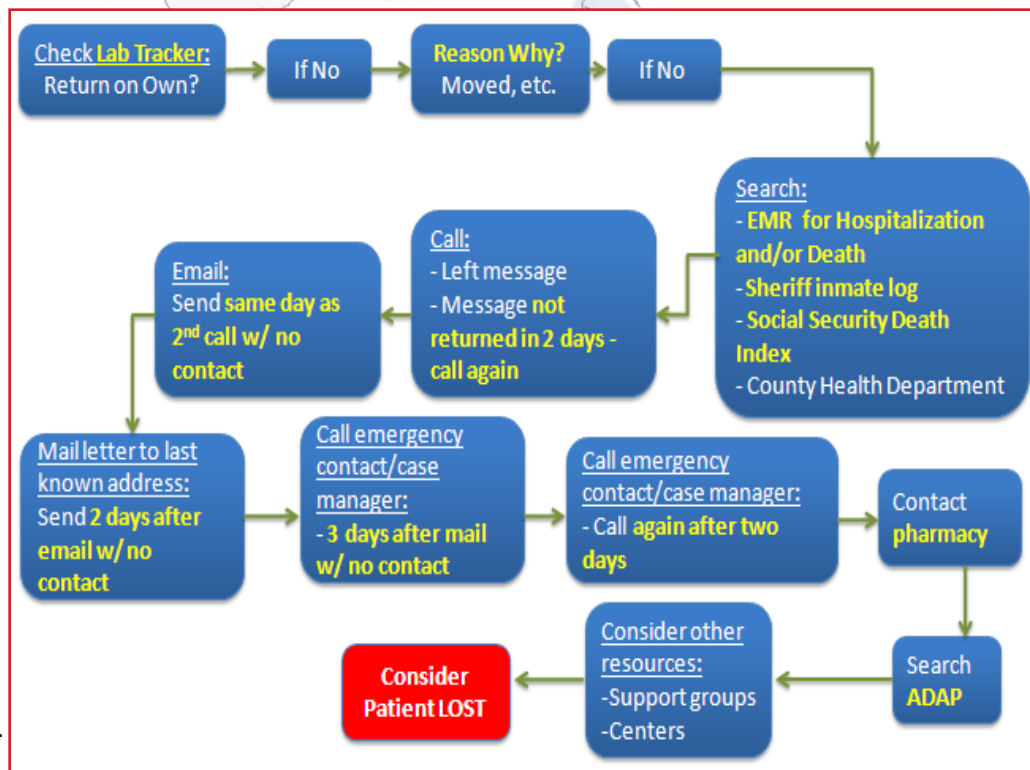 Check Lab Tracker:
Return on Own?
If No
Reason Why?
Moved, etc.
If No
Search:
- EMR for Hospitalization
and/or Death
- Sheriff inmate log
- Social Security Death
Index
- County Health Department
Call:
- Left message
- Message not
returned in 2 days -
call again
Email:
Send same day as
2nd call w/ no
contact
Mail letter to last
known address:
Send 2 days after
email w/ no
contact
Call emergency
contact/case
manager:
- 3 days after mail
w/ no contact
Call emergency
contact/case manager:
- Call again after two
days
Contact
pharmacy
Search
ADAP
Consider other
resources:
-Support groups
-Centers
Consider
Patient LOST